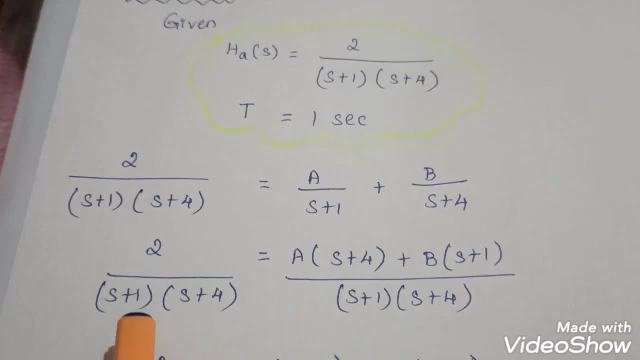 Given
Ha(s) = 2 / (s+1) (s+4)
T = 1 sec
2 / (s+1) (s+4) = A / s+1 + B / s+4
2 / (s+1) (s+4) = A ( s+4) + B (s+1) / (s+1) (s+4)
Made with
VideoShow